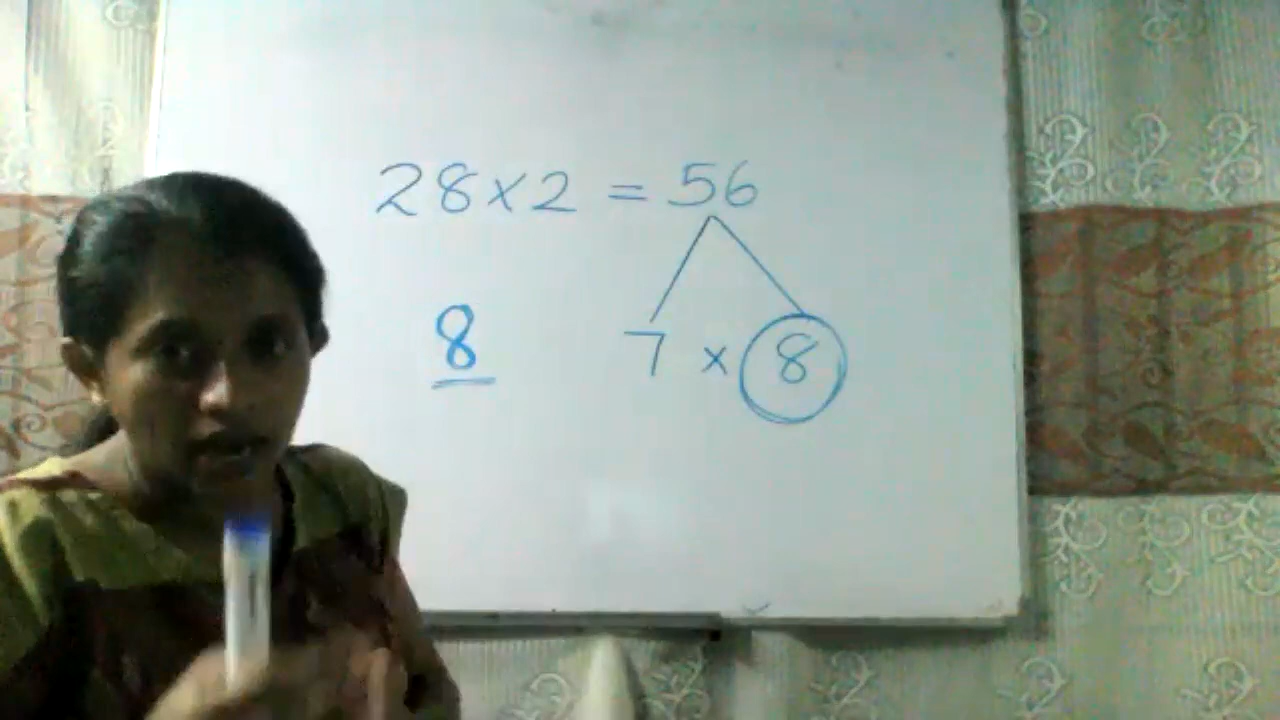 28×2 = 56
8 7 × 8